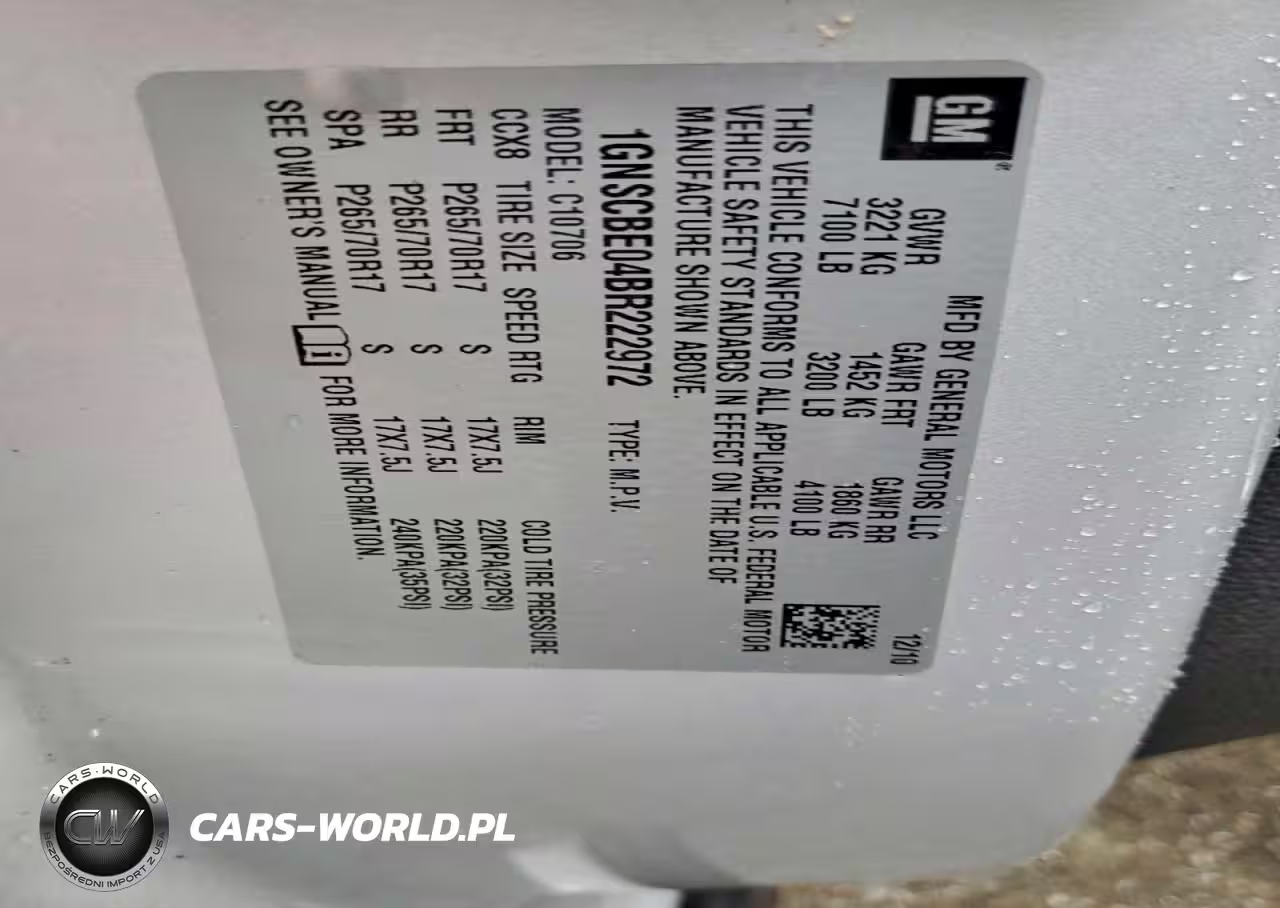 GM®
MFD BY GENERAL MOTORS LLC 12/10
GVWR GAWR FRT GAWR RR
3221 KG 1452 KG 1860 KG
7100 LB 3200 LB 4100 LB
THIS VEHICLE CONFORMS TO ALL APPLICABLE U.S. FEDERAL MOTOR
VEHICLE SAFETY STANDARDS IN EFFECT ON THE DATE OF
MANUFACTURE SHOWN ABOVE.
1GNSCBE04BR222972 TYPE: M.P.V.
MODEL: C10706
CCX8 TIRE SIZE SPEED RTG RIM COLD TIRE PRESSURE
FRT P265/70R17 S 17X7.5J 220KPA(32PSI)
RR P265/70R17 S 17X7.5J 220KPA(32PSI)
SPA P265/70R17 S 17X7.5J 240KPA(35PSI)
SEE OWNER'S MANUAL i FOR MORE INFORMATION.
CARS-WORLD
CW
BEZPOŚREDNI IMPORT Z USA
CARS-WORLD.PL